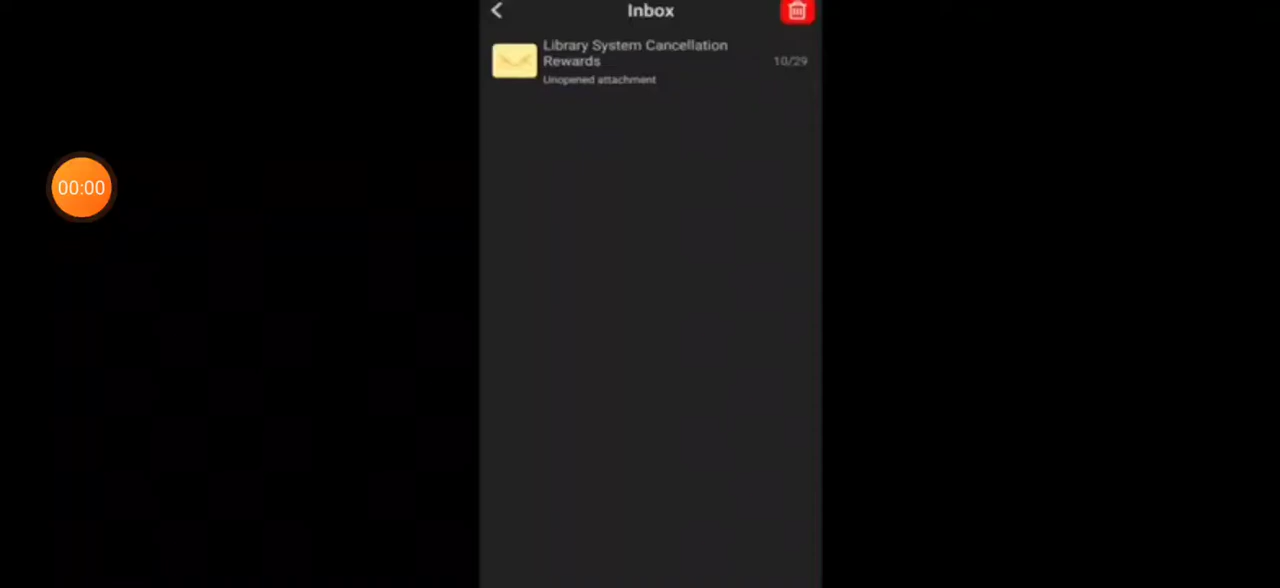 Inbox
Library System Cancellation
Rewards
10/29
Unopened attachment
00:00